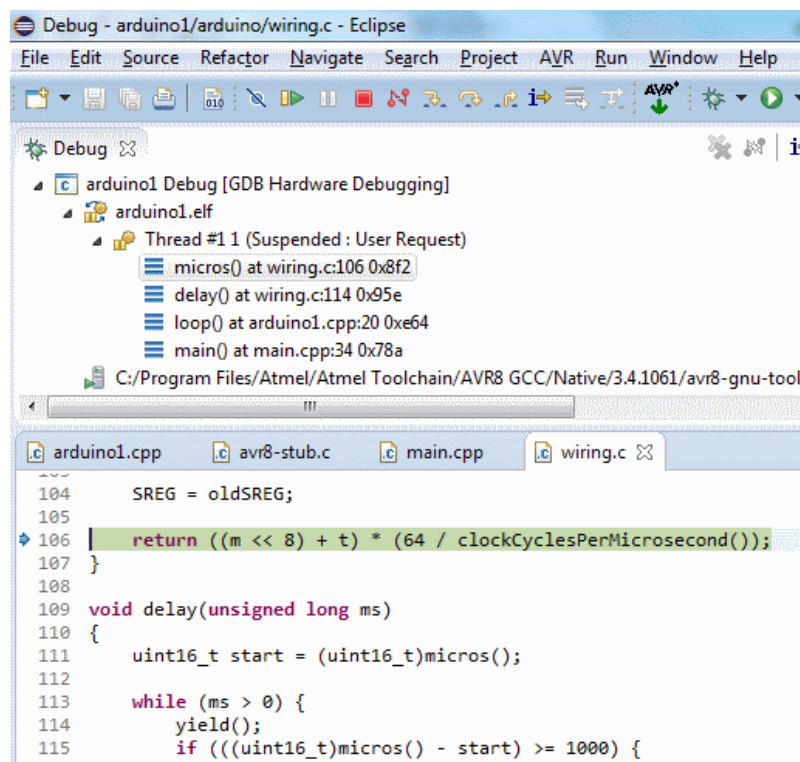 Debug - arduino1/arduino/wiring.c - Eclipse
File Edit Source Refactor Navigate Search Project AVR Run Window Help
010 i AVR
Debug i
c arduino1 Debug [GDB Hardware Debugging]
arduino1.elf
Thread #1 1 (Suspended : User Request)
micros() at wiring.c:106 0x8f2
delay() at wiring.c:114 0x95e
loop() at arduino1.cpp:20 0xe64
main() at main.cpp:34 0x78a
C:/Program Files/Atmel/Atmel Toolchain/AVR8 GCC/Native/3.4.1061/avr8-gnu-tool
.c arduino1.cpp .c avr8-stub.c .c main.cpp .c wiring.c
104 SREG = oldSREG;
105
106 return ((m << 8) + t) * (64 / clockCyclesPerMicrosecond());
107 }
108
109 void delay(unsigned long ms)
110 {
111 uint16_t start = (uint16_t)micros();
112
113 while (ms > 0) {
114 yield();
115 if (((uint16_t)micros() - start) >= 1000) {